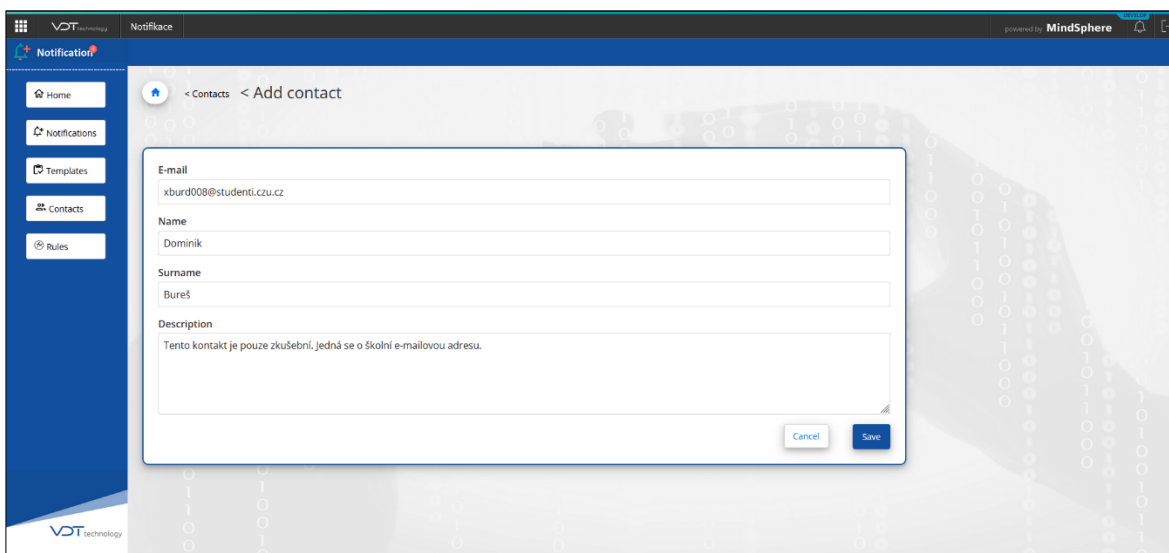 VDT technology
Notifikace
powered by MindSphere
DEVELOP
Notification
Home
Notifications
Templates
Contacts
Rules
< Contacts < Add contact
E-mail
xburd008@studenti.czu.cz
Name
Dominik
Surname
Bureš
Description
Tento kontakt je pouze zkušební. Jedná se o školní e-mailovou adresu.
Cancel
Save
VDT technology